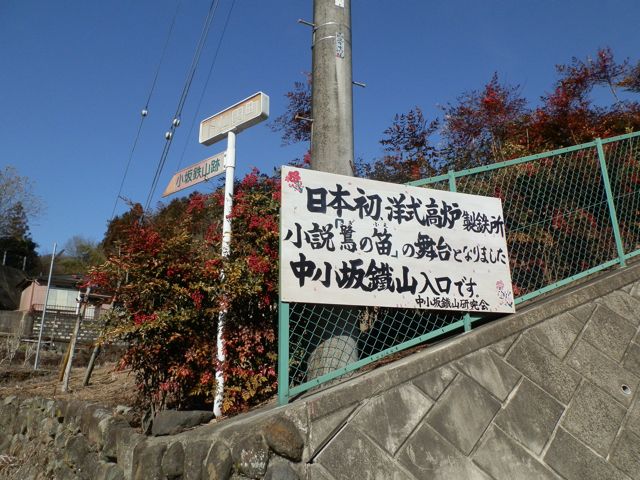 小坂鉄山跡
日本初洋式高炉製鉄所
小説「鷺の笛」の舞台となりました
中小坂鐵山入口です.
中小坂鐵山研究会